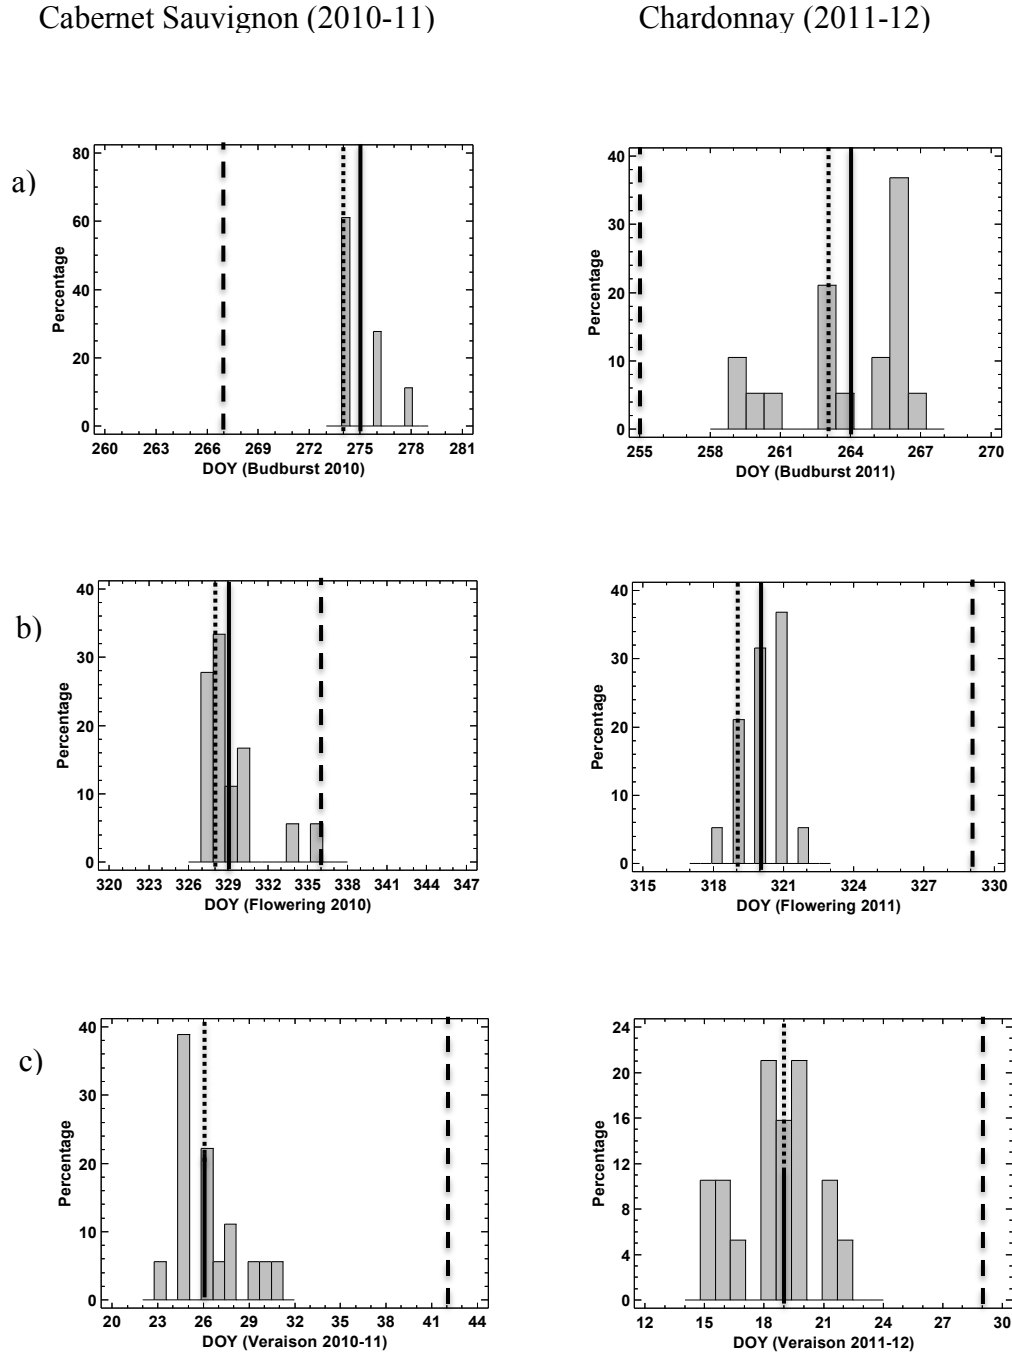 Cabernet Sauvignon (2010-11)
Chardonnay (2011-12)
a)
80
60
40
20
0
Percentage
260 263 266 269 272 275 278 281
DOY (Budburst 2010)
40
30
20
10
0
Percentage
255 258 261 264 267 270
DOY (Budburst 2011)
b)
40
30
20
10
0
Percentage
320 323 326 329 332 335 338 341 344 347
DOY (Flowering 2010)
40
30
20
10
0
Percentage
315 318 321 324 327 330
DOY (Flowering 2011)
c)
40
30
20
10
0
Percentage
20 23 26 29 32 35 38 41 44
DOY (Veraison 2010-11)
24
20
16
12
8
4
0
Percentage
12 15 18 21 24 27 30
DOY (Veraison 2011-12)